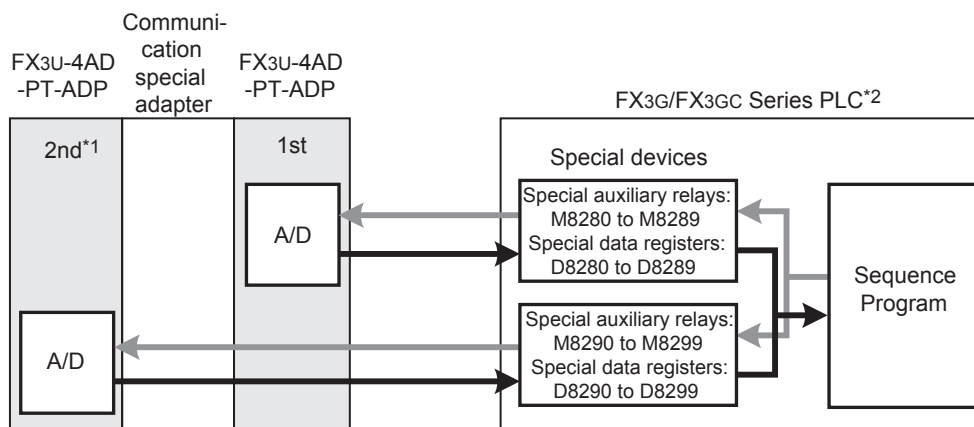 FX3U-4AD
-PT-ADP
Communi-
cation
special
adapter
FX3U-4AD
-PT-ADP
FX3G/FX3GC Series PLC*2
2nd*1
1st
Special devices
A/D
Special auxiliary relays:
M8280 to M8289
Special data registers:
D8280 to D8289
Sequence
Program
A/D
Special auxiliary relays:
M8290 to M8299
Special data registers:
D8290 to D8299